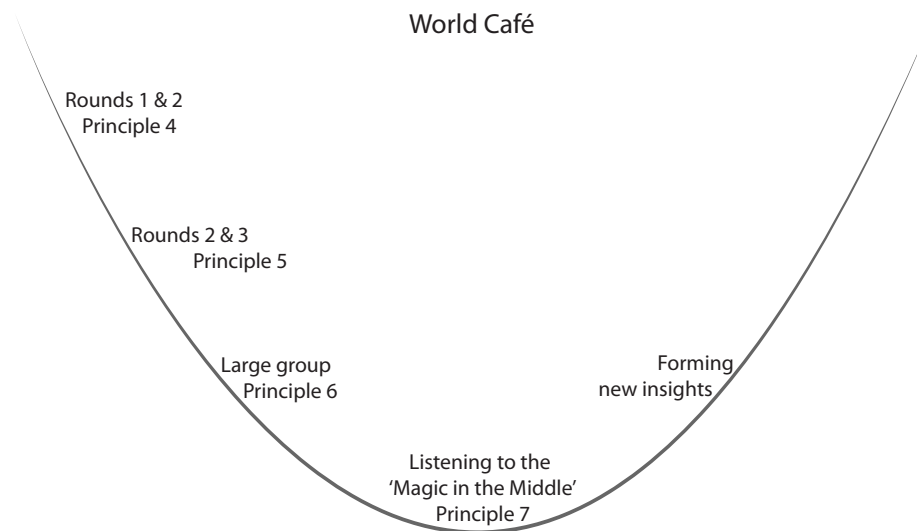 World Café
Rounds 1 & 2
Principle 4
Rounds 2 & 3
Principle 5
Large group
Principle 6
Forming
new insights
Listening to the
‘Magic in the Middle’
Principle 7